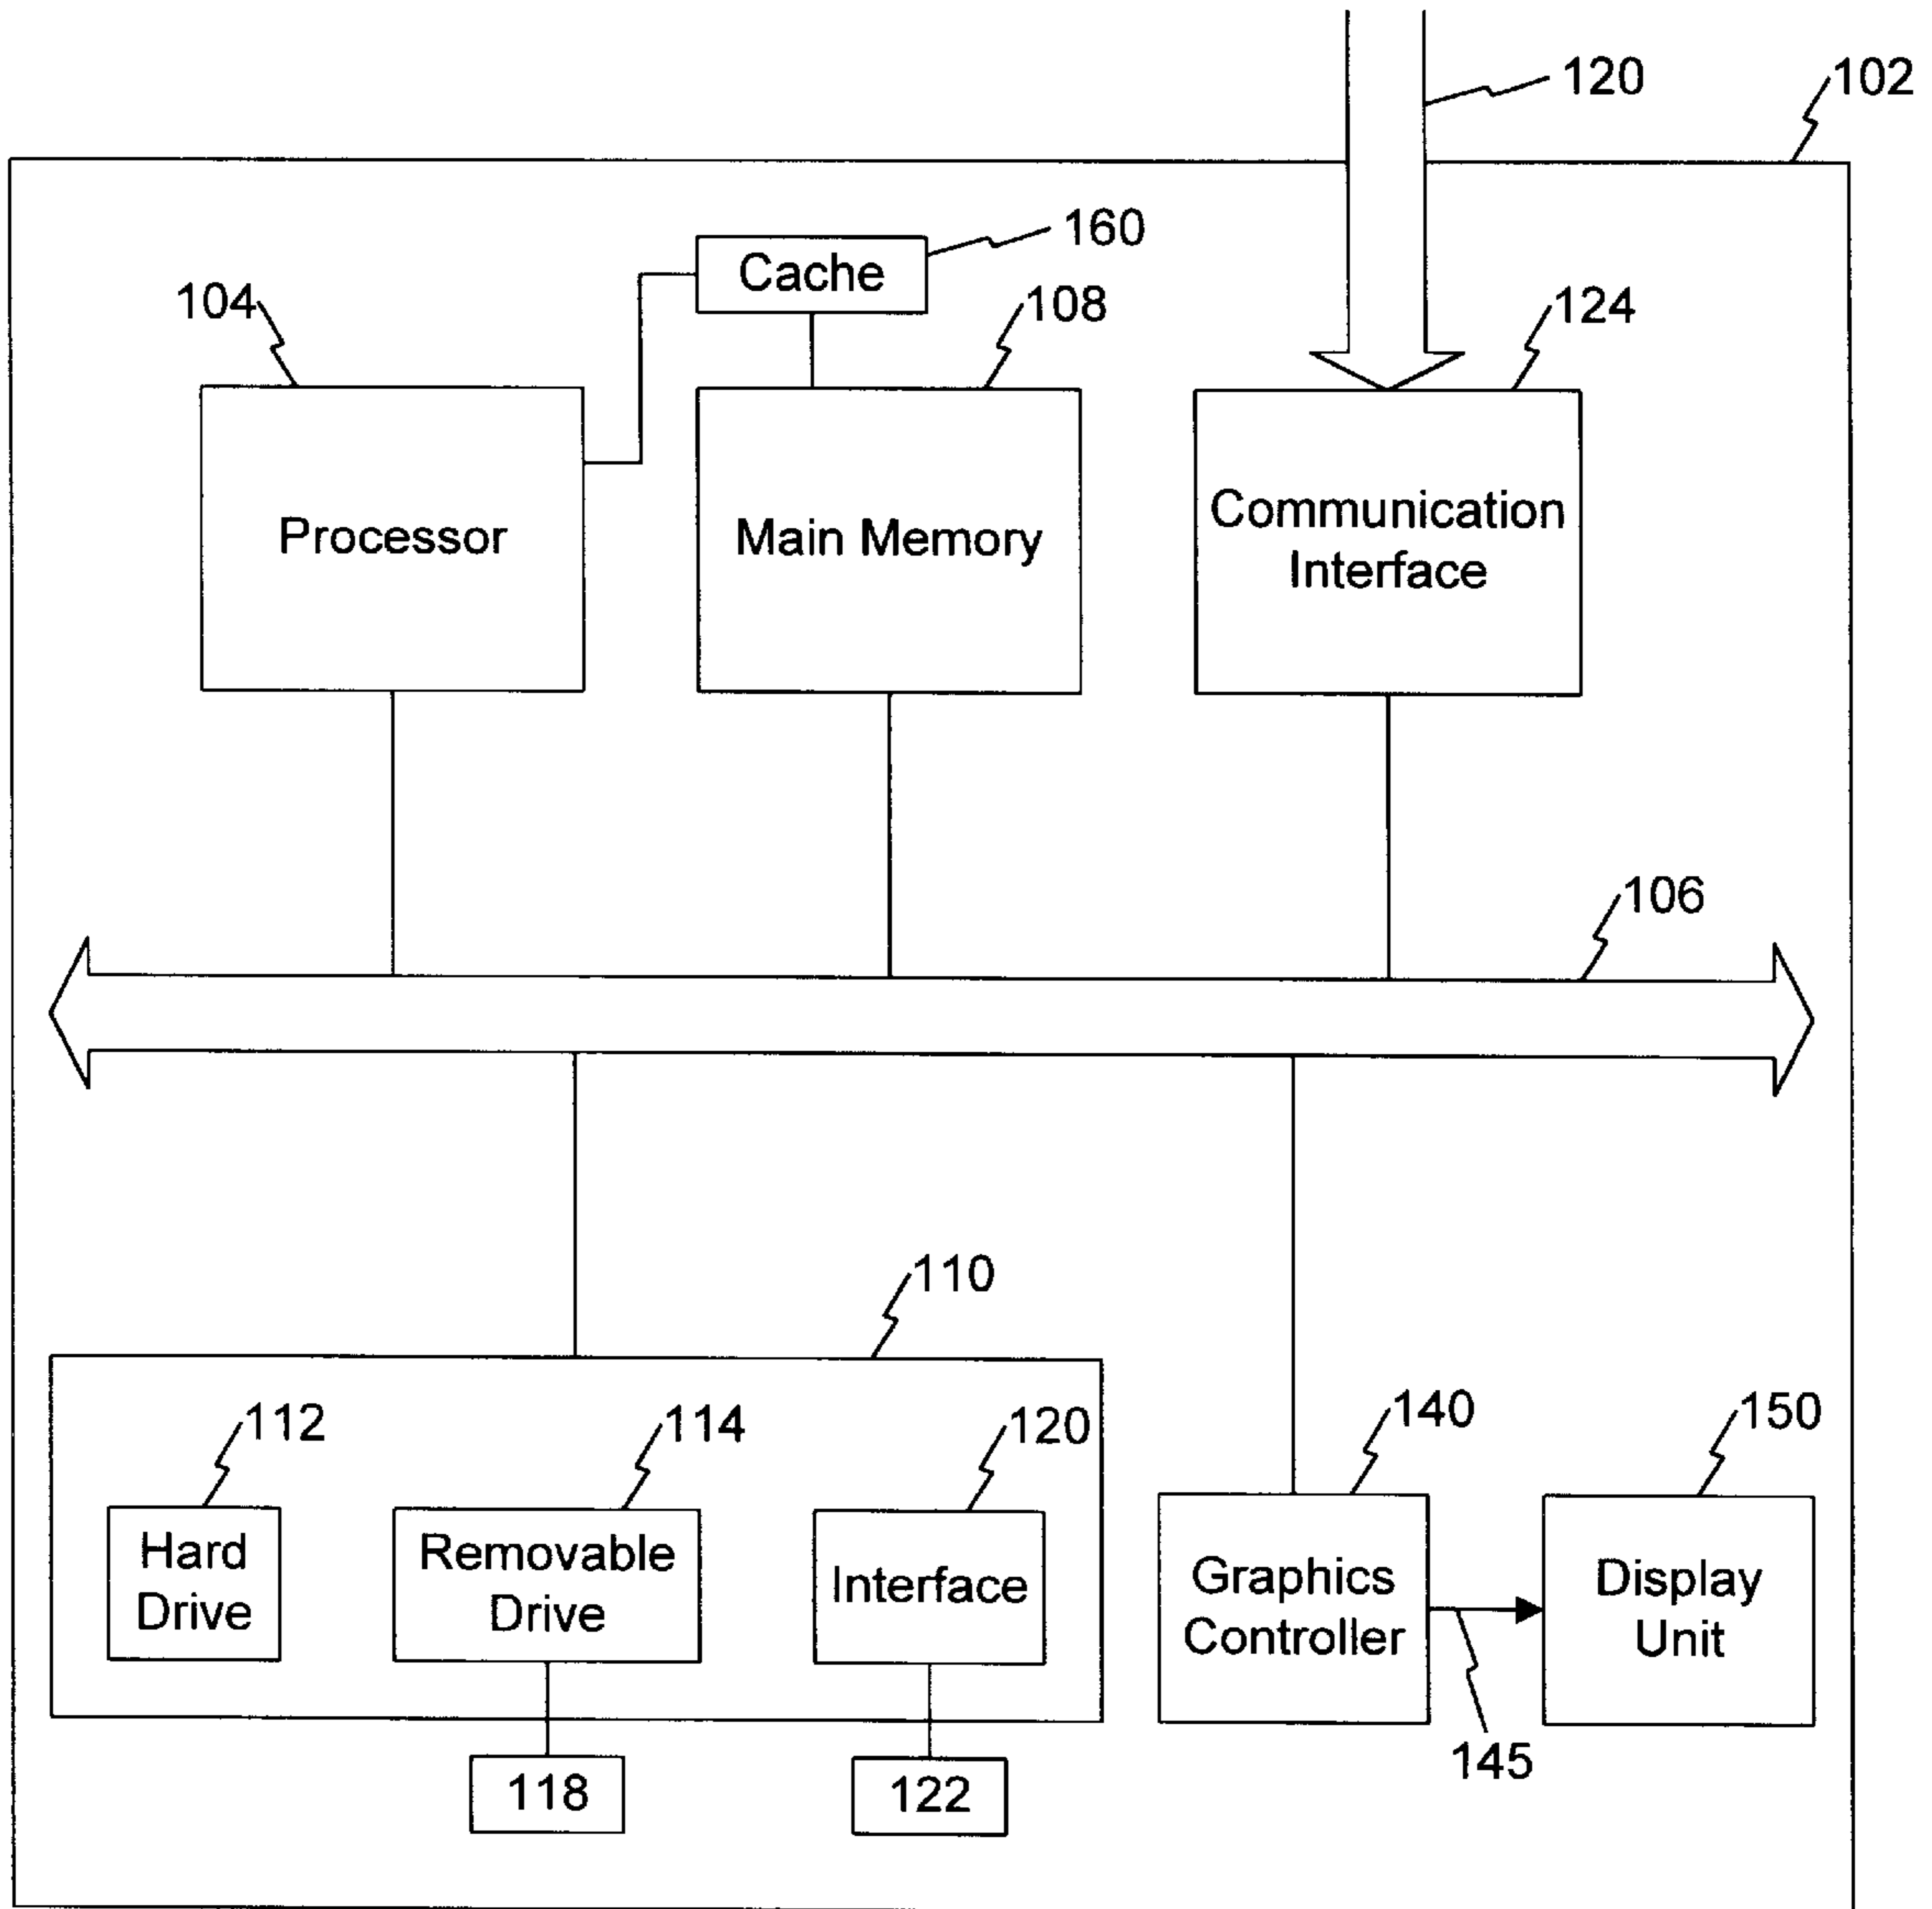 120
102
160
Cache
104
108
124
Processor
Main Memory
Communication
Interface
106
110
112
114
120
140
150
Hard
Drive
Removable
Drive
Interface
Graphics
Controller
Display
Unit
145
118
122